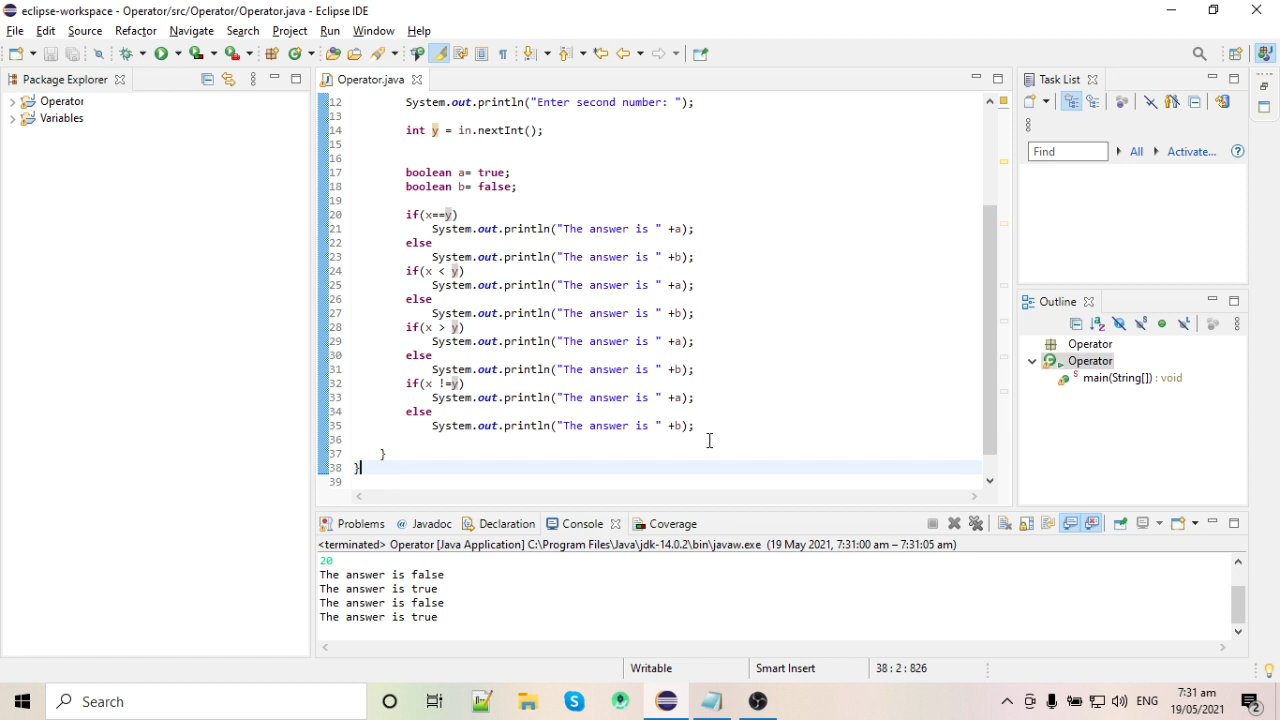 eclipse-workspace - Operator/src/Operator/Operator.java - Eclipse IDE
File Edit Source Refactor Navigate Search Project Run Window Help
Package Explorer
Operator
Variables
Operator.java
12 System.out.println("Enter second number: ");
13
14 int y = in.nextInt();
15
16
17 boolean a= true;
18 boolean b= false;
20 if(x==y)
21 System.out.println("The answer is " +a);
22 else
23 System.out.println("The answer is " +b);
24 if(x < y)
25 System.out.println("The answer is " +a);
26 else
27 System.out.println("The answer is " +b);
28 if(x > y)
29 System.out.println("The answer is " +a);
30 else
31 System.out.println("The answer is " +b);
32 if(x !=y)
33 System.out.println("The answer is " +a);
34 else
35 System.out.println("The answer is " +b);
36
37 }
38 }
39
Task List
Find All Activate...
Outline
Operator
Operator
main(String[]) : void
Problems Javadoc Declaration Console Coverage
<terminated> Operator [Java Application] C:\Program Files\Java\jdk-14.0.2\bin\javaw.exe (19 May 2021, 7:31:00 am – 7:31:05 am)
20
The answer is false
The answer is true
The answer is false
The answer is true
Writable Smart Insert 38 : 2 : 826
Search
ENG
7:31 am
19/05/2021
2